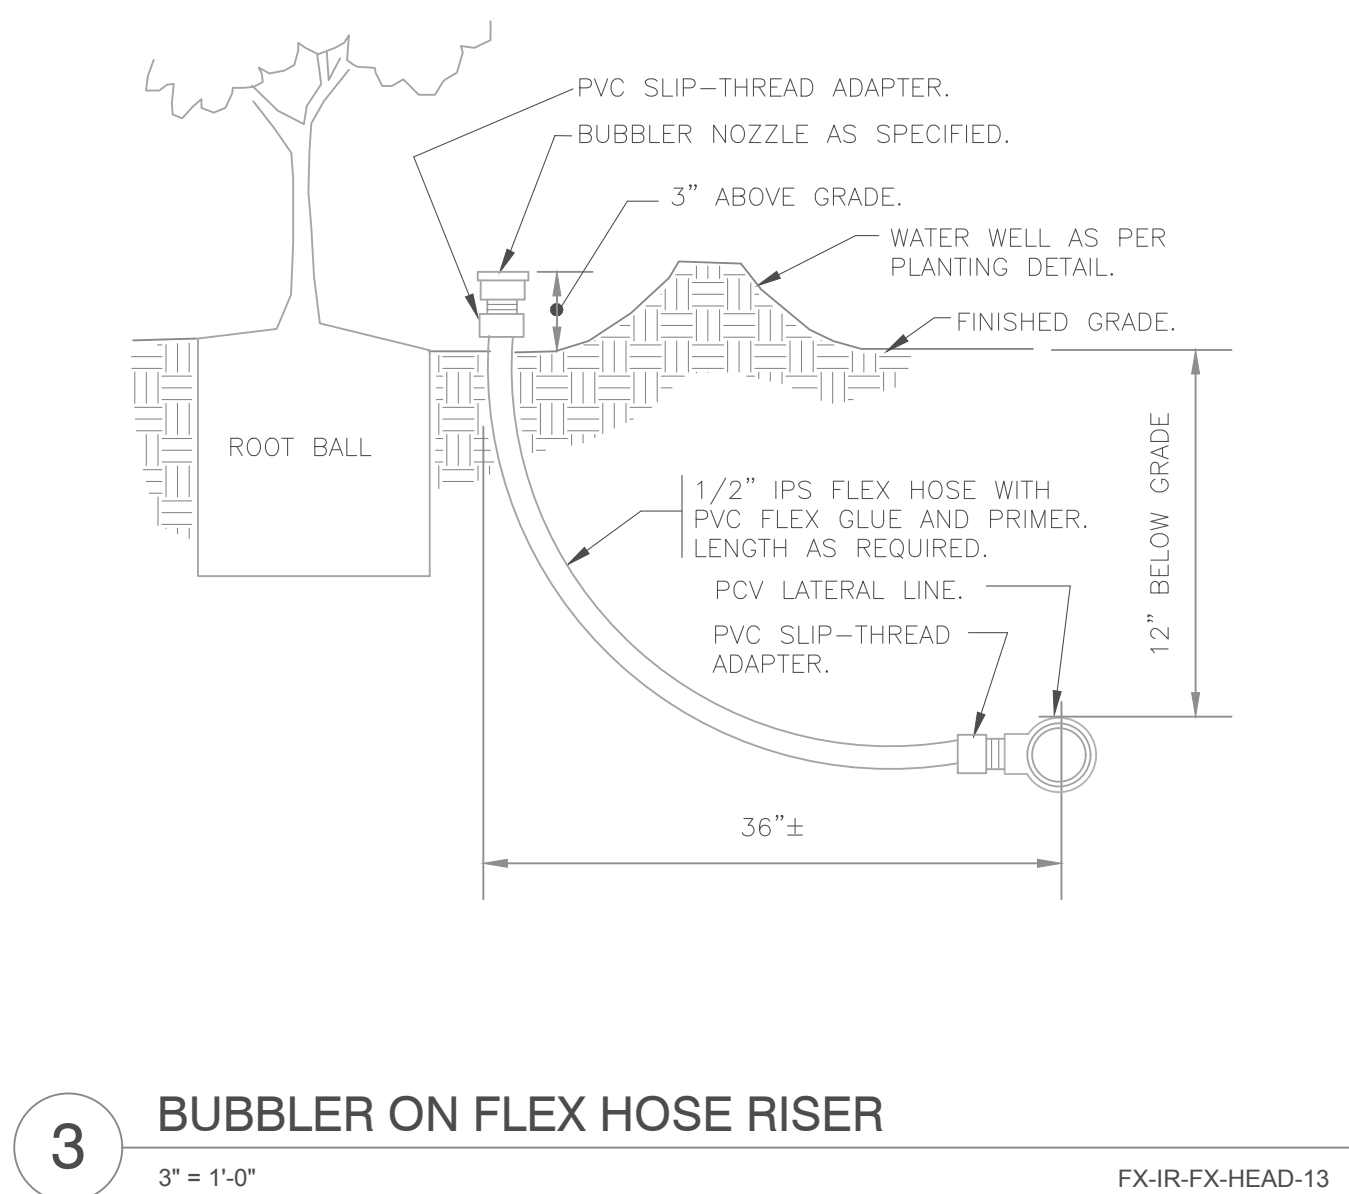 PVC SLIP-THREAD ADAPTER.
BUBBLER NOZZLE AS SPECIFIED.
3" ABOVE GRADE.
WATER WELL AS PER
PLANTING DETAIL.
FINISHED GRADE.
ROOT BALL
12" BELOW GRADE
1/2" IPS FLEX HOSE WITH
PVC FLEX GLUE AND PRIMER.
LENGTH AS REQUIRED.
PCV LATERAL LINE.
PVC SLIP-THREAD
ADAPTER.
36"±
3
BUBBLER ON FLEX HOSE RISER
3" = 1'-0"
FX-IR-FX-HEAD-13